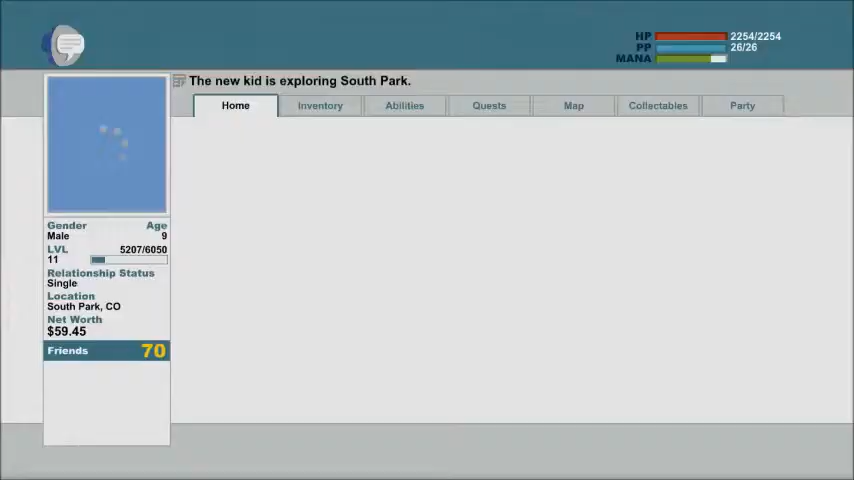 HP 2254/2254
PP 26/26
MANA
The new kid is exploring South Park.
Home Inventory Abilities Quests Map Collectables Party
Gender Age
Male 9
LVL 5207/6050
11
Relationship Status
Single
Location
South Park, CO
Net Worth
$59.45
Friends 70